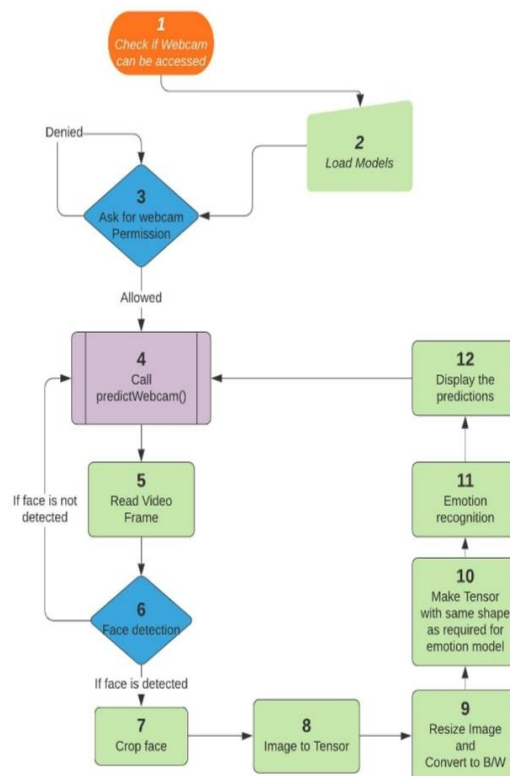 1
Check if Webcam
can be accessed
2
Load Models
Denied
3
Ask for webcam
Permission
Allowed
4
Call
predictWebcam()
12
Display the
predictions
5
Read Video
Frame
11
Emotion
recognition
If face is not
detected
10
Make Tensor
with same shape
as required for
emotion model
6
Face detection
If face is detected
7
Crop face
8
Image to Tensor
9
Resize Image
and
Convert to B/W